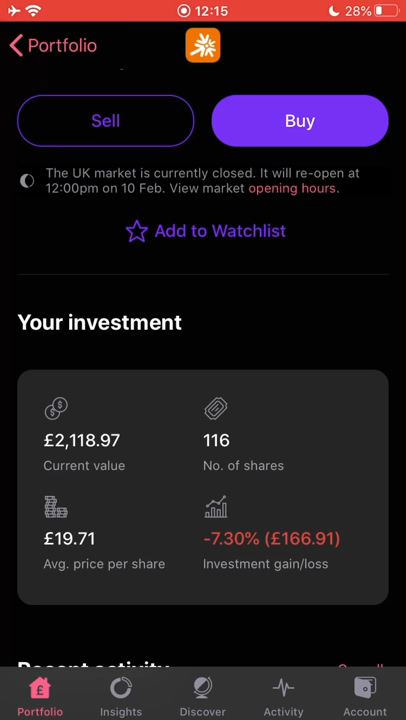 12:15
28%
Portfolio
Sell
Buy
The UK market is currently closed. It will re-open at
12:00pm on 10 Feb. View market opening hours.
Add to Watchlist
Your investment
£2,118.97
116
Current value
No. of shares
£19.71
-7.30% (£166.91)
Avg. price per share
Investment gain/loss
Recent activity
Portfolio
Insights
Discover
Activity
Account